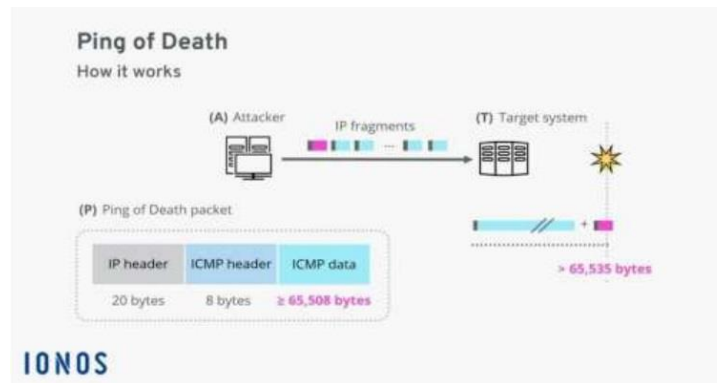 Ping of Death
How it works
(A) Attacker
IP fragments
...
(T) Target system
(P) Ping of Death packet
+
IP header
ICMP header
ICMP data
> 65,535 bytes
20 bytes
8 bytes
≥ 65,508 bytes
IONOS